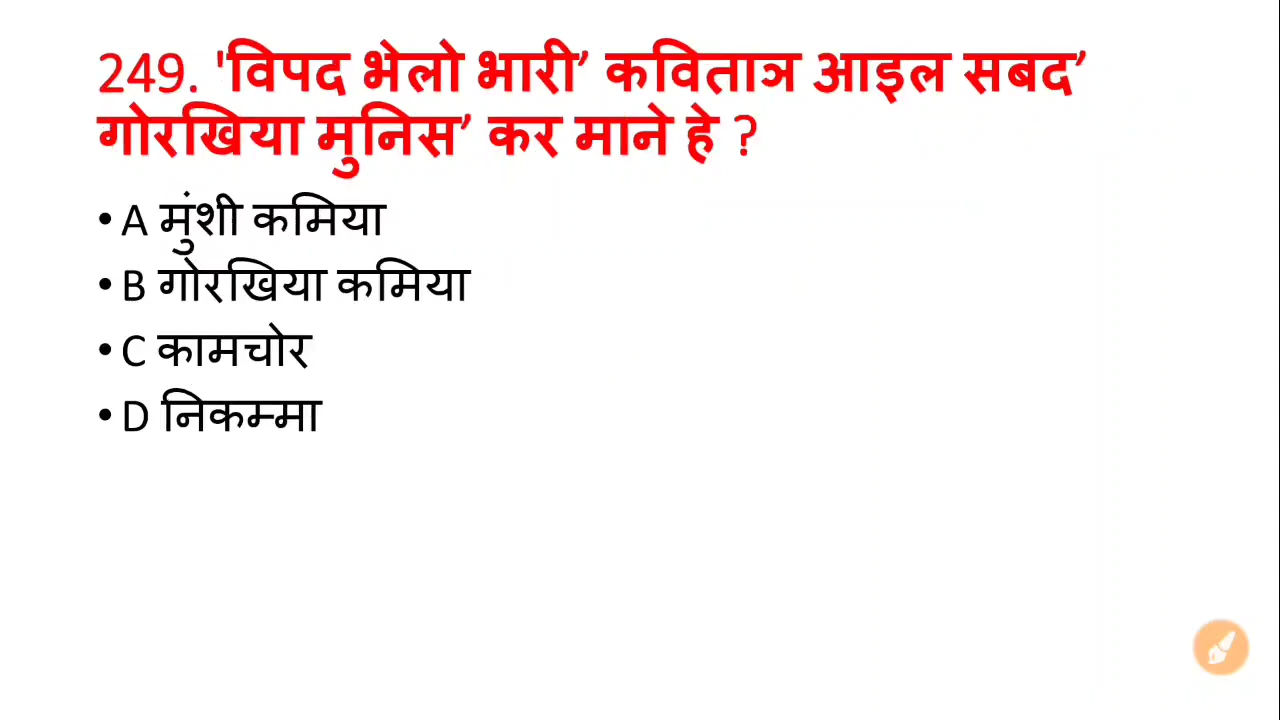 249. 'विपद भेलो भारी’ कविताञ आइल सबद’
गोरखिया मुनिस’ कर माने हे ?
• A मुंशी कमिया
• B गोरखिया कमिया
• C कामचोर
• D निकम्मा